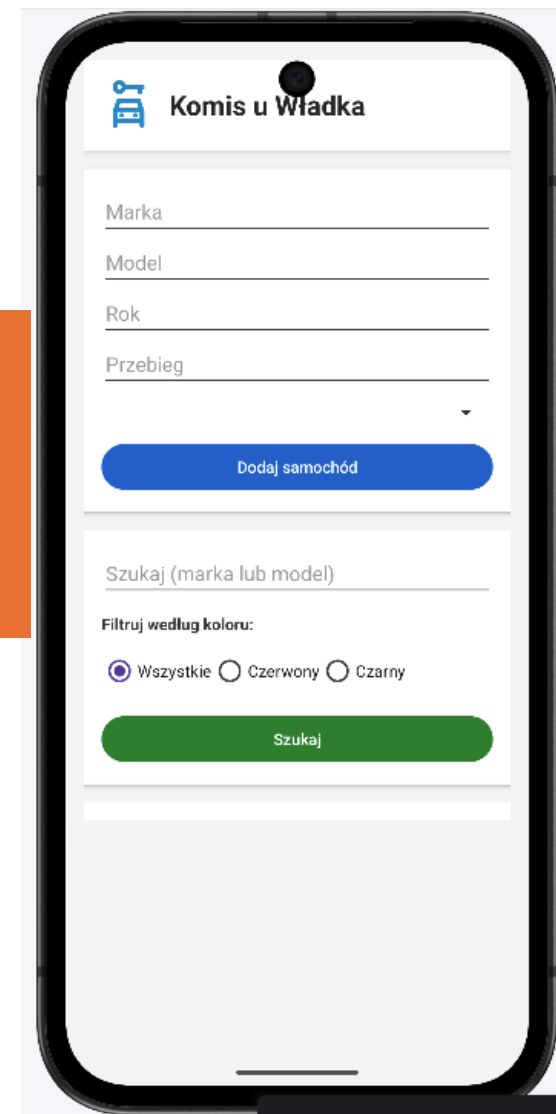 Komis u Władka
Marka
Model
Rok
Przebieg
Dodaj samochód
Szukaj (marka lub model)
Filtruj według koloru:
Wszystkie Czerwony Czarny
Szukaj